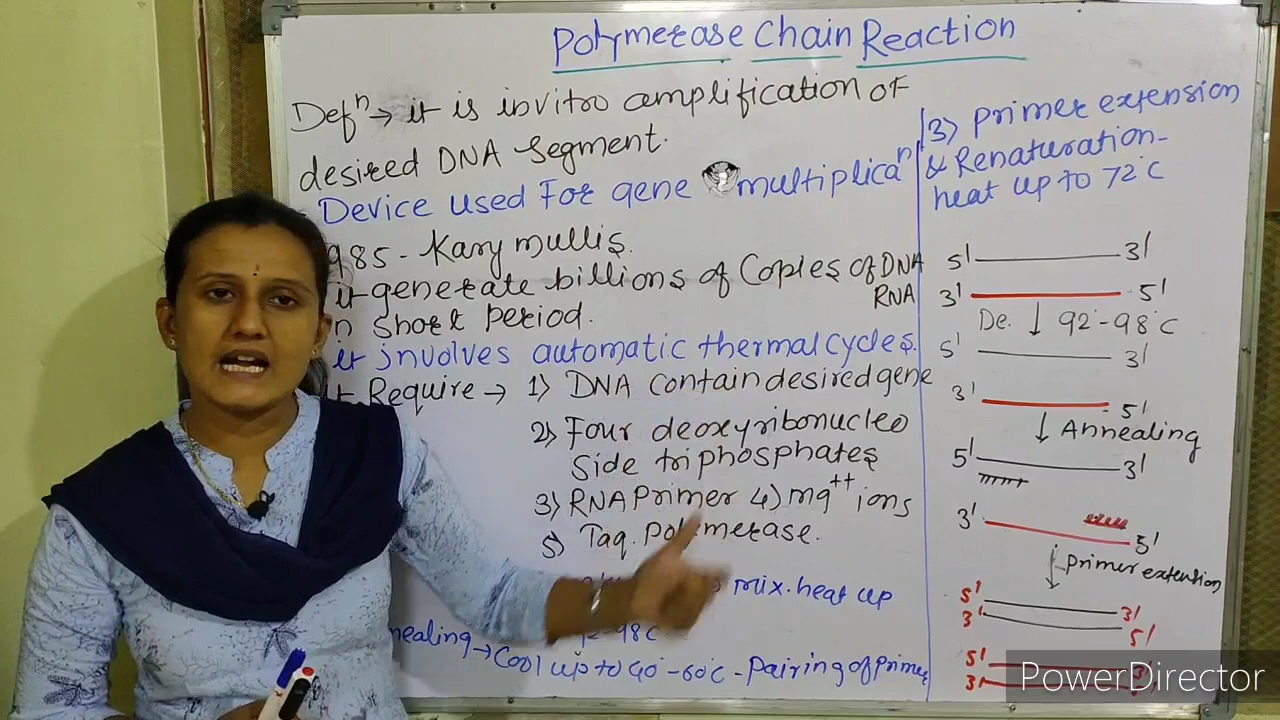 Polymerase Chain Reaction
Defⁿ → it is invitro amplification of
desired DNA segment.
Device used For gene multiplicaⁿ
985 - Kary mullis.
it generate billions of Copies of DNA
RNA
n short period.
it involves automatic thermal cycles.
it Require → 1) DNA contain desired gene
2) Four deoxyribonucleo
side triphosphates
3) RNA Primer 4) mg⁺⁺ ions
5) Taq. polymerase.
mix. heat up
98°C
nealing → Cool up to 40°-60°C - Pairing of Primer
3) Primer extension
& Renaturation-
heat up to 72°C
5' 3'
3' 5'
De. ↓ 92°-98°C
5' 3'
3' 5'
↓ Annealing
5' 3'
3' 5'
↓ primer extension
5' 3'
3' 5'
5' 3'
3'
PowerDirector